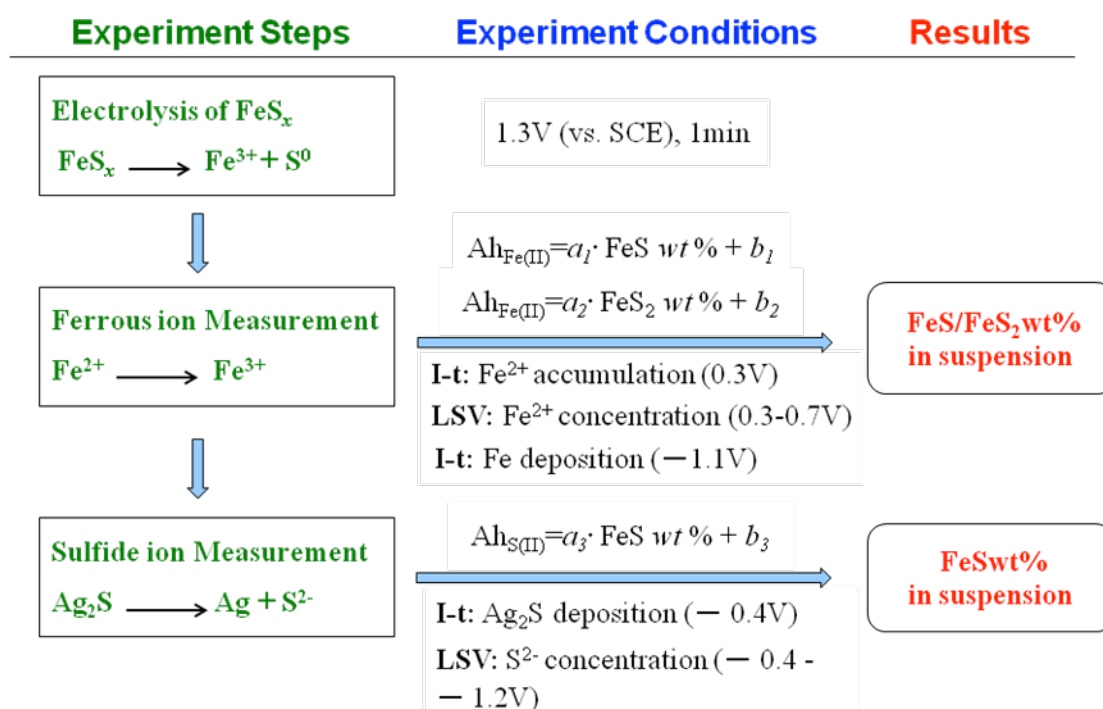 Experiment Steps
Experiment Conditions
Results
Electrolysis of FeSₓ
FeSₓ ⟶ Fe³⁺ + S⁰
1.3V (vs. SCE), 1min
Ah_Fe(II)=a₁· FeS wt % + b₁
Ah_Fe(II)=a₂· FeS₂ wt % + b₂
Ferrous ion Measurement
Fe²⁺ ⟶ Fe³⁺
I-t: Fe²⁺ accumulation (0.3V)
LSV: Fe²⁺ concentration (0.3-0.7V)
I-t: Fe deposition (－1.1V)
FeS/FeS₂wt%
in suspension
Sulfide ion Measurement
Ag₂S ⟶ Ag + S²⁻
Ah_S(II)=a₃· FeS wt % + b₃
I-t: Ag₂S deposition (－ 0.4V)
LSV: S²⁻ concentration (－ 0.4 -
－ 1.2V)
FeSwt%
in suspension